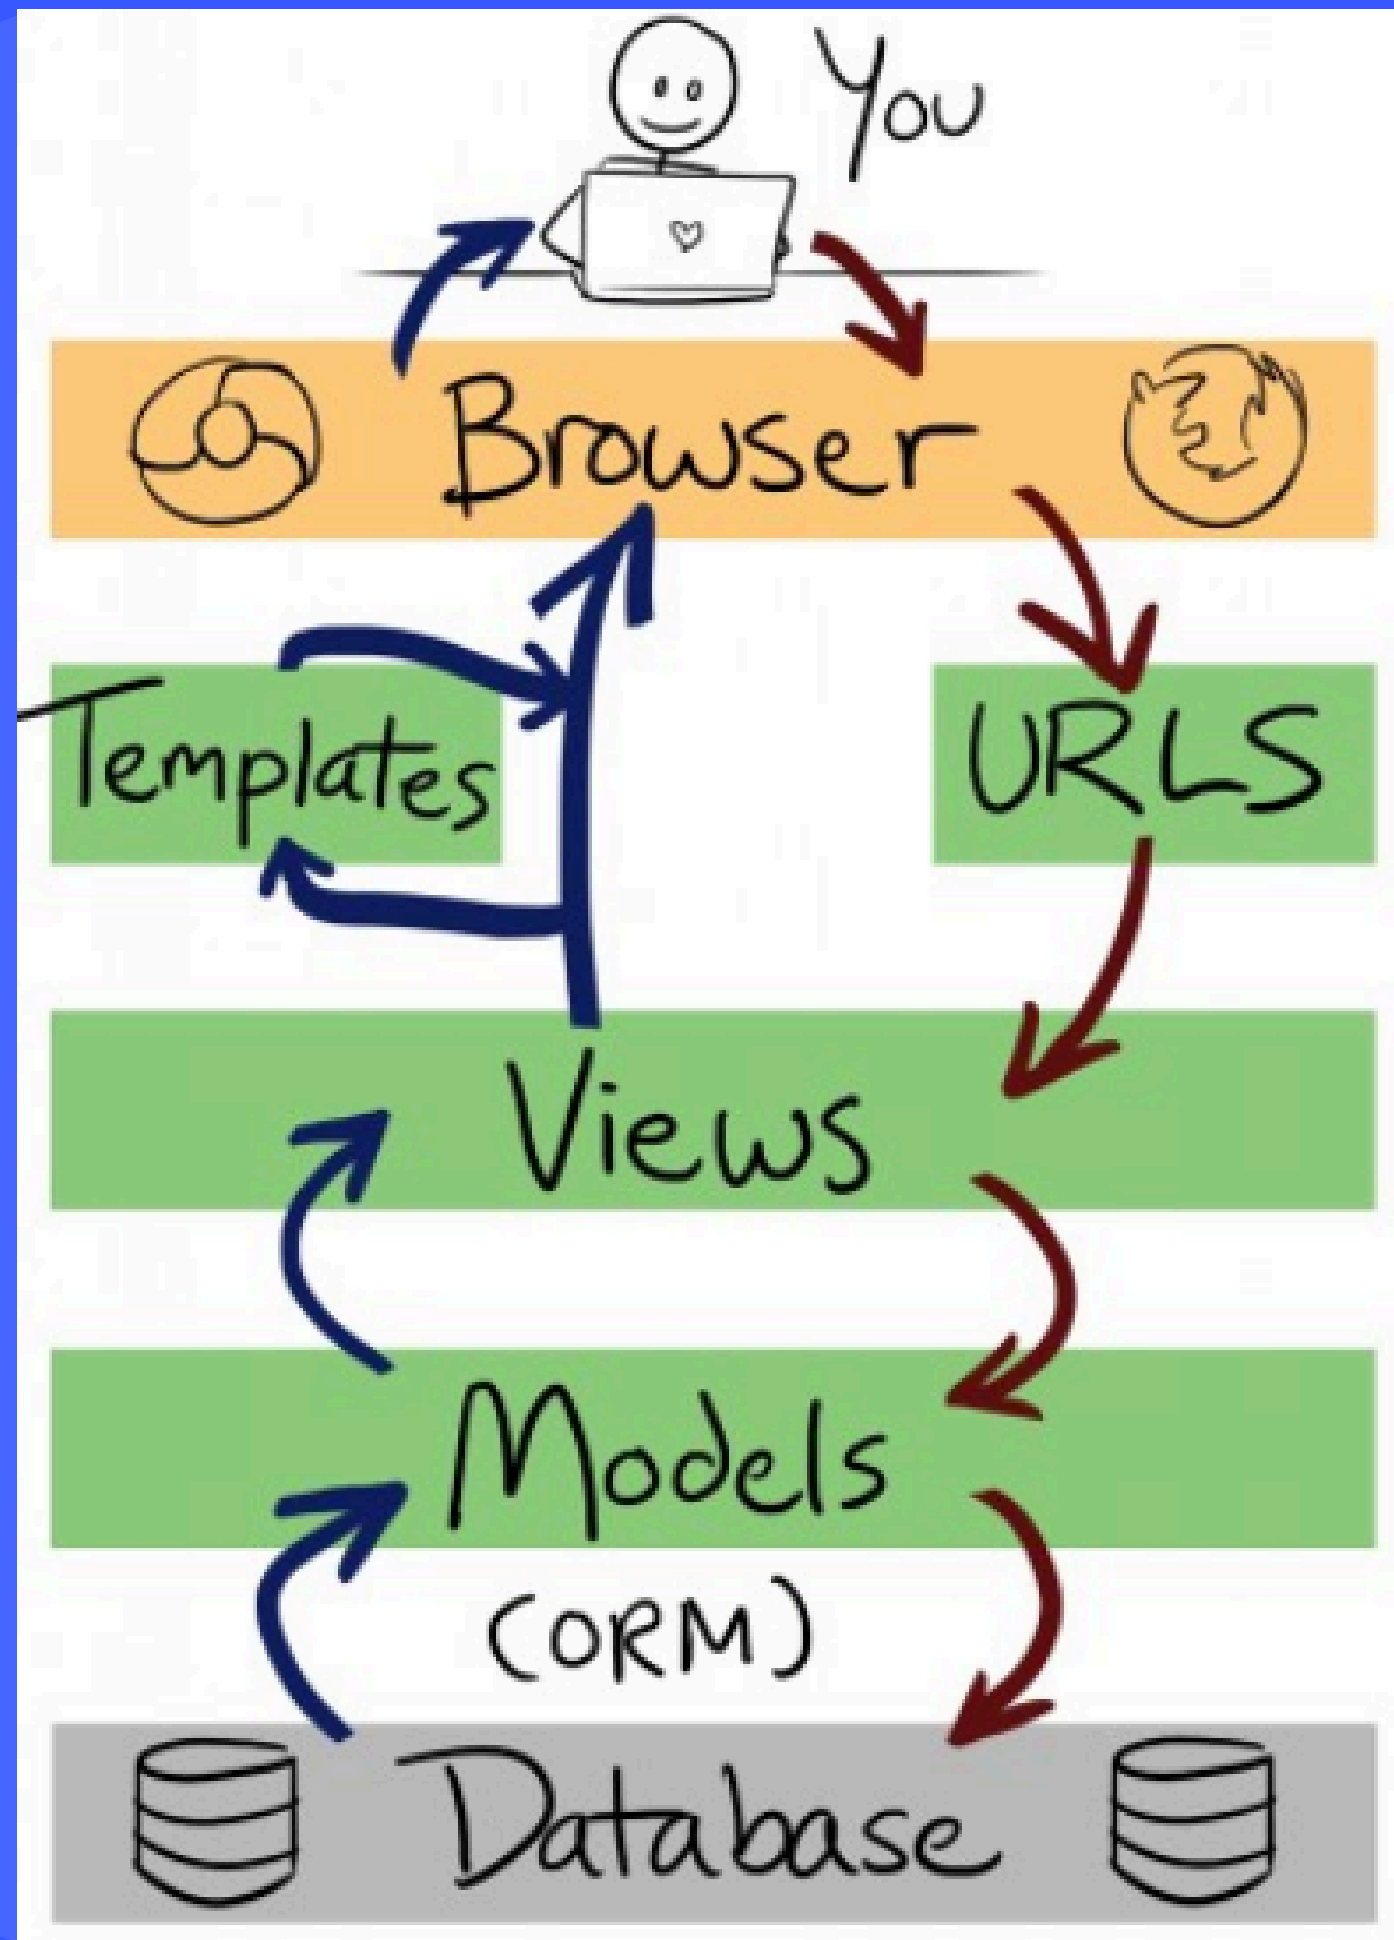 You
Browser
Templates
URLS
Views
Models
(ORM)
Database